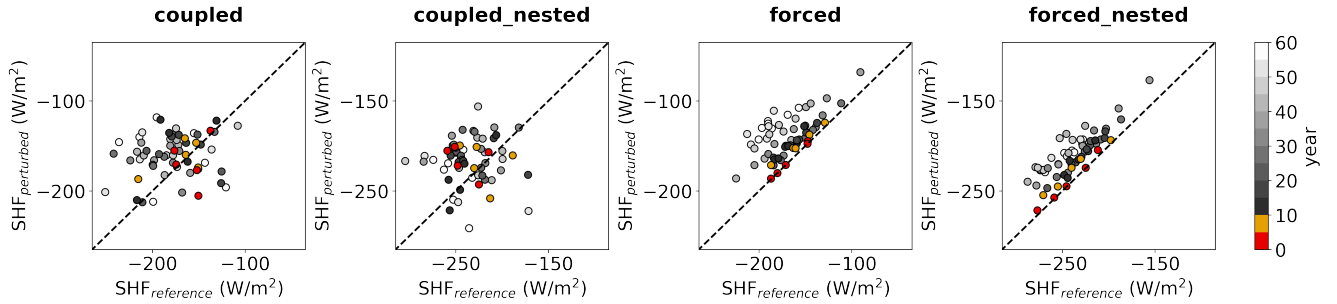 coupled
coupled_nested
forced
forced_nested
SHF_perturbed (W/m²)
−100
−200
−200
−100
SHF_reference (W/m²)
SHF_perturbed (W/m²)
−150
−250
−250
−150
SHF_reference (W/m²)
SHF_perturbed (W/m²)
−100
−200
−200
−100
SHF_reference (W/m²)
SHF_perturbed (W/m²)
−150
−250
−250
−150
SHF_reference (W/m²)
60
50
40
30
20
10
0
year